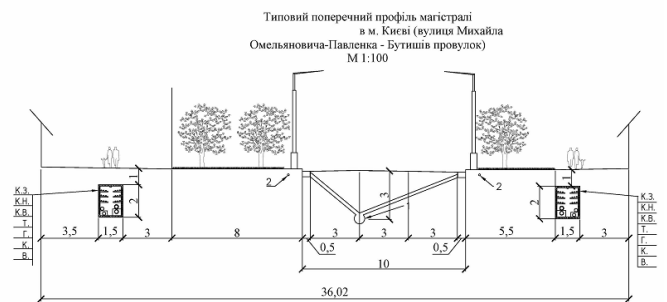 Типовий поперечний профіль магістралі
в м. Києві (вулиця Михайла
Омельяновича-Павленка - Бутишів провулок)
М 1:100
1
1
2
2
3
К.З.
К.Н.
К.В.
Т.
Г.
К.
В.
2
2
К.З.
К.Н.
К.В.
Т.
Г.
К.
В.
3,5
1,5
3
8
3
3
3
5,5
1,5
3
0,5
0,5
10
36,02